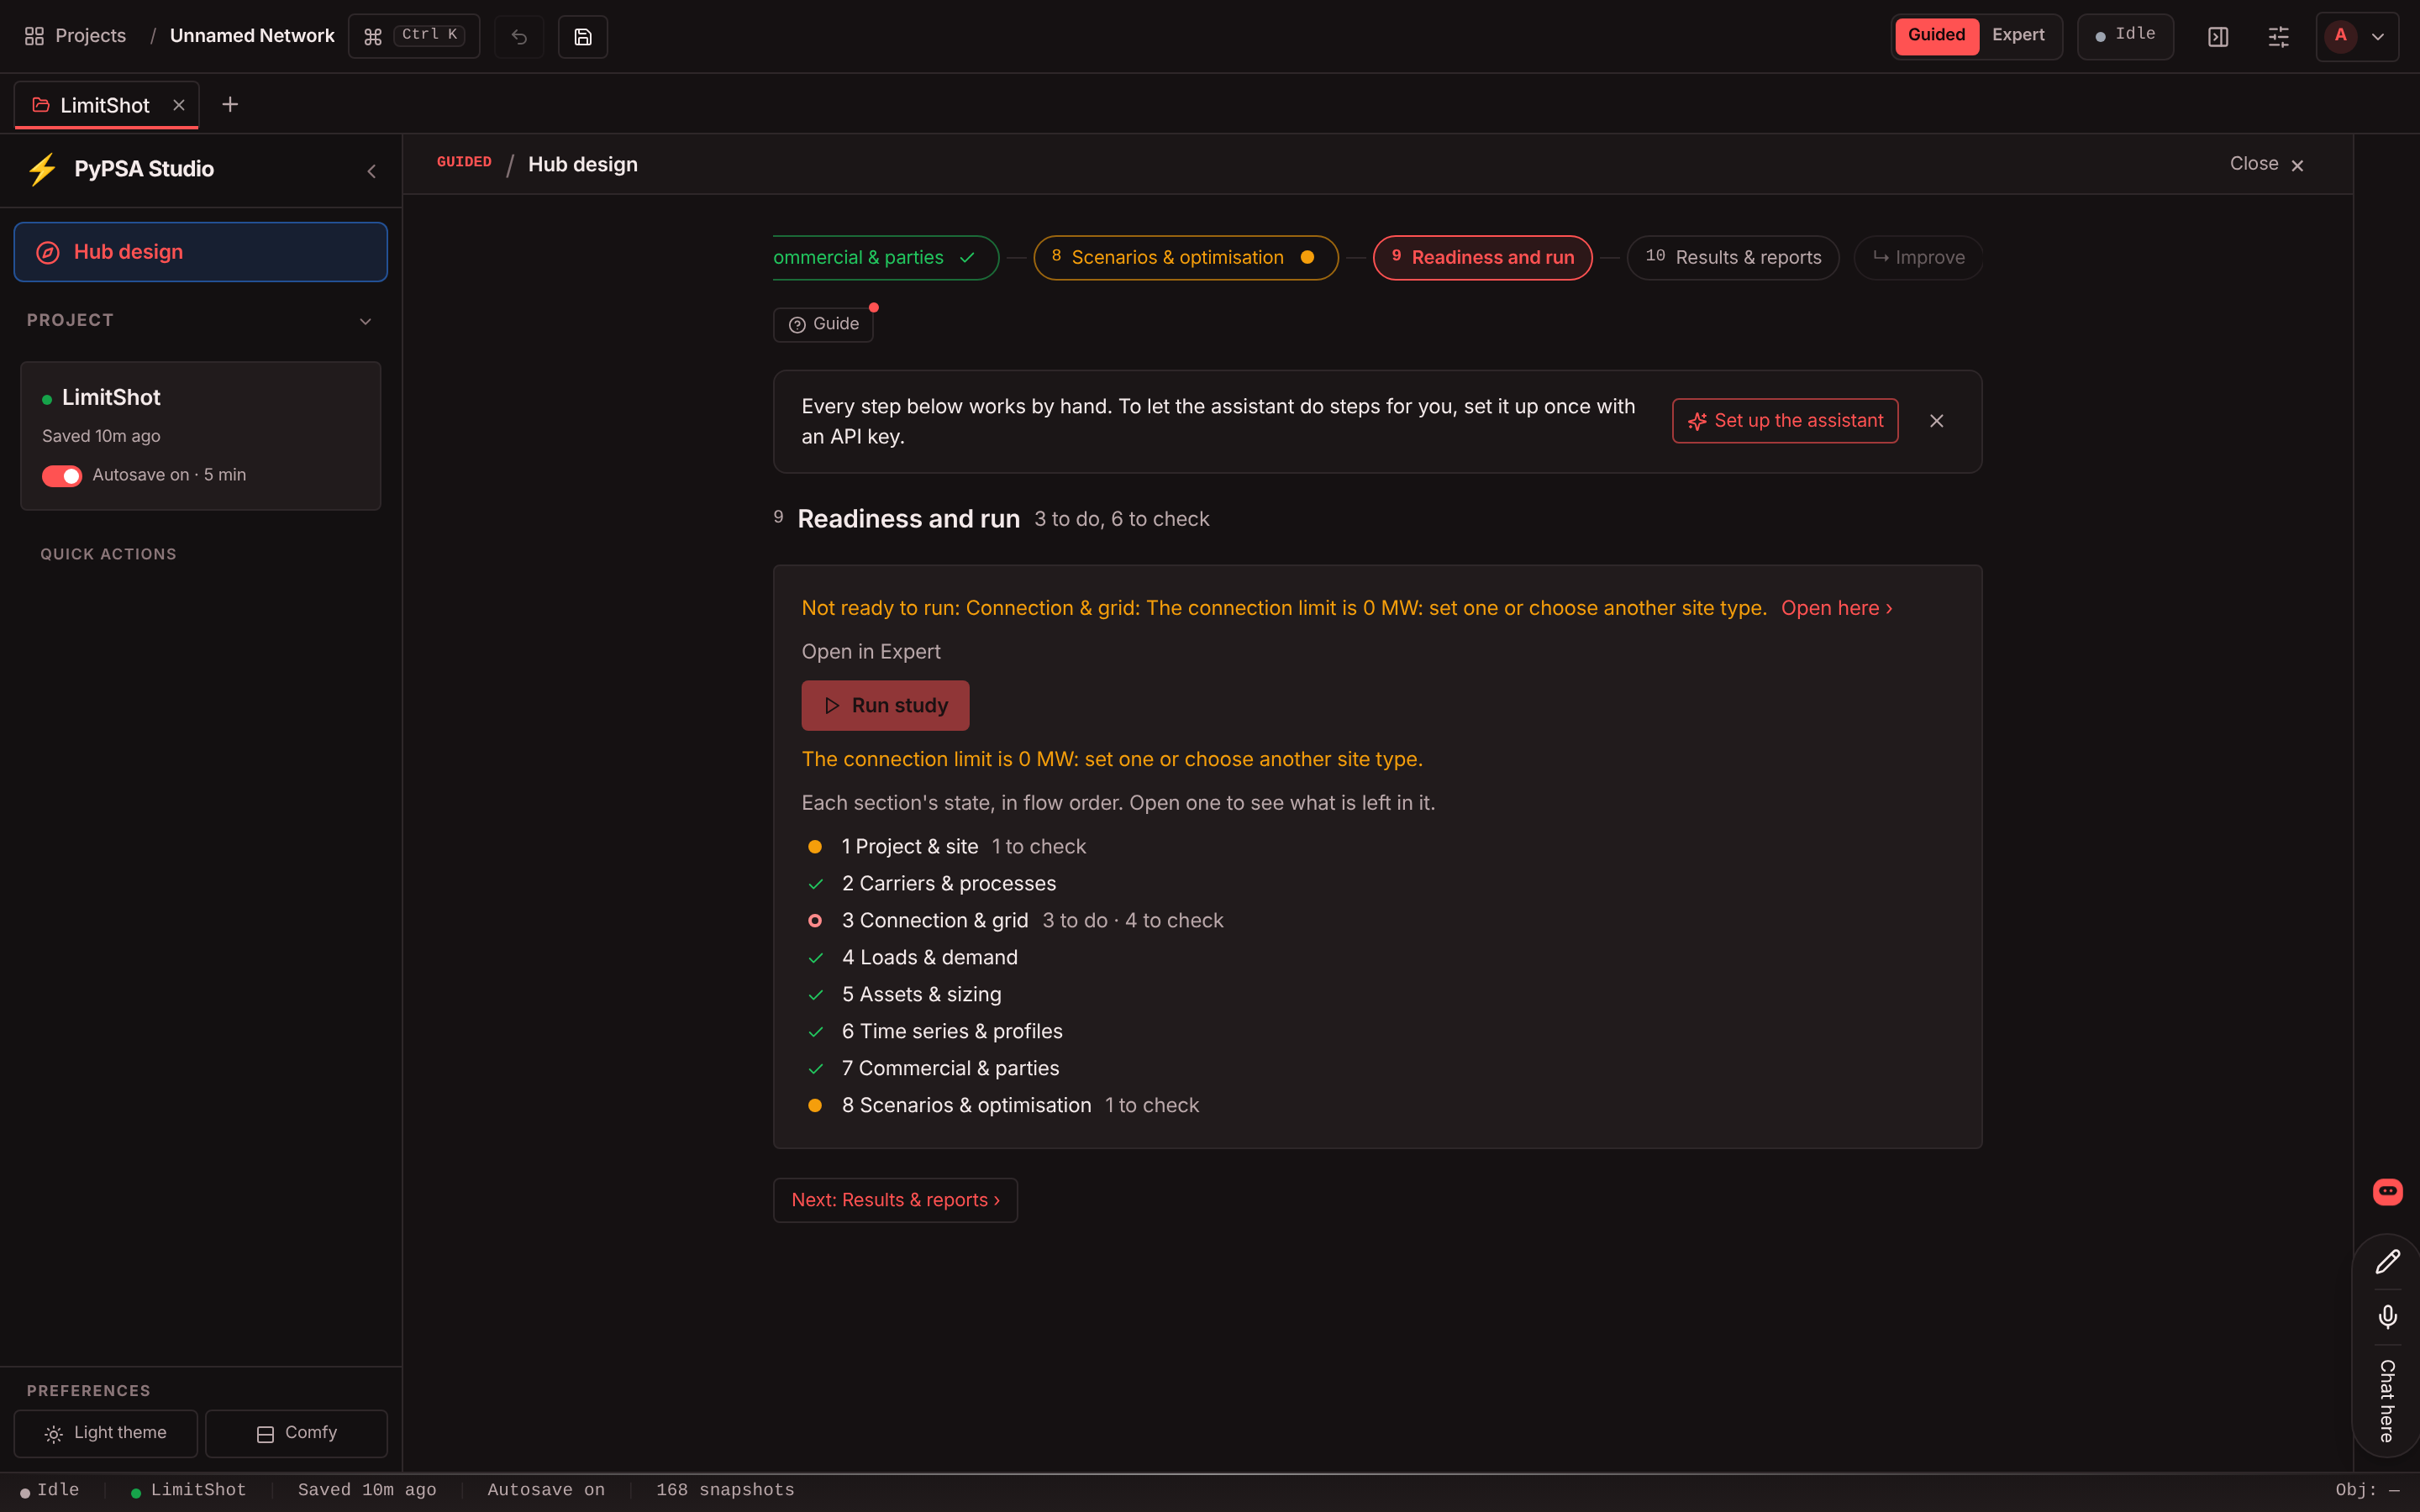 Projects / Unnamed Network Ctrl K
Guided Expert Idle A
LimitShot
PyPSA Studio
GUIDED / Hub design Close
Hub design
PROJECT
LimitShot
Saved 10m ago
Autosave on · 5 min
QUICK ACTIONS
ommercial & parties
8 Scenarios & optimisation
9 Readiness and run
10 Results & reports
Improve
Guide
Every step below works by hand. To let the assistant do steps for you, set it up once with
an API key.
Set up the assistant
9 Readiness and run 3 to do, 6 to check
Not ready to run: Connection & grid: The connection limit is 0 MW: set one or choose another site type. Open here ›
Open in Expert
Run study
The connection limit is 0 MW: set one or choose another site type.
Each section's state, in flow order. Open one to see what is left in it.
1 Project & site 1 to check
2 Carriers & processes
3 Connection & grid 3 to do · 4 to check
4 Loads & demand
5 Assets & sizing
6 Time series & profiles
7 Commercial & parties
8 Scenarios & optimisation 1 to check
Next: Results & reports ›
Chat here
PREFERENCES
Light theme
Comfy
Idle LimitShot Saved 10m ago Autosave on 168 snapshots Obj: —